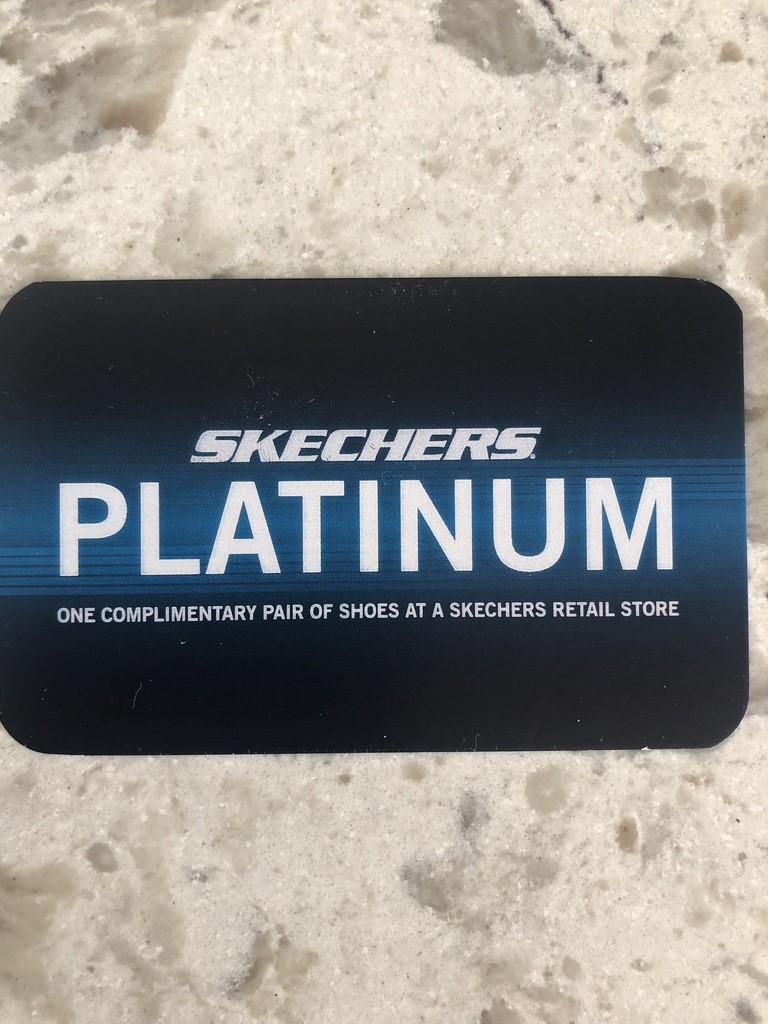 SKECHERS
PLATINUM
ONE COMPLIMENTARY PAIR OF SHOES AT A SKECHERS RETAIL STORE